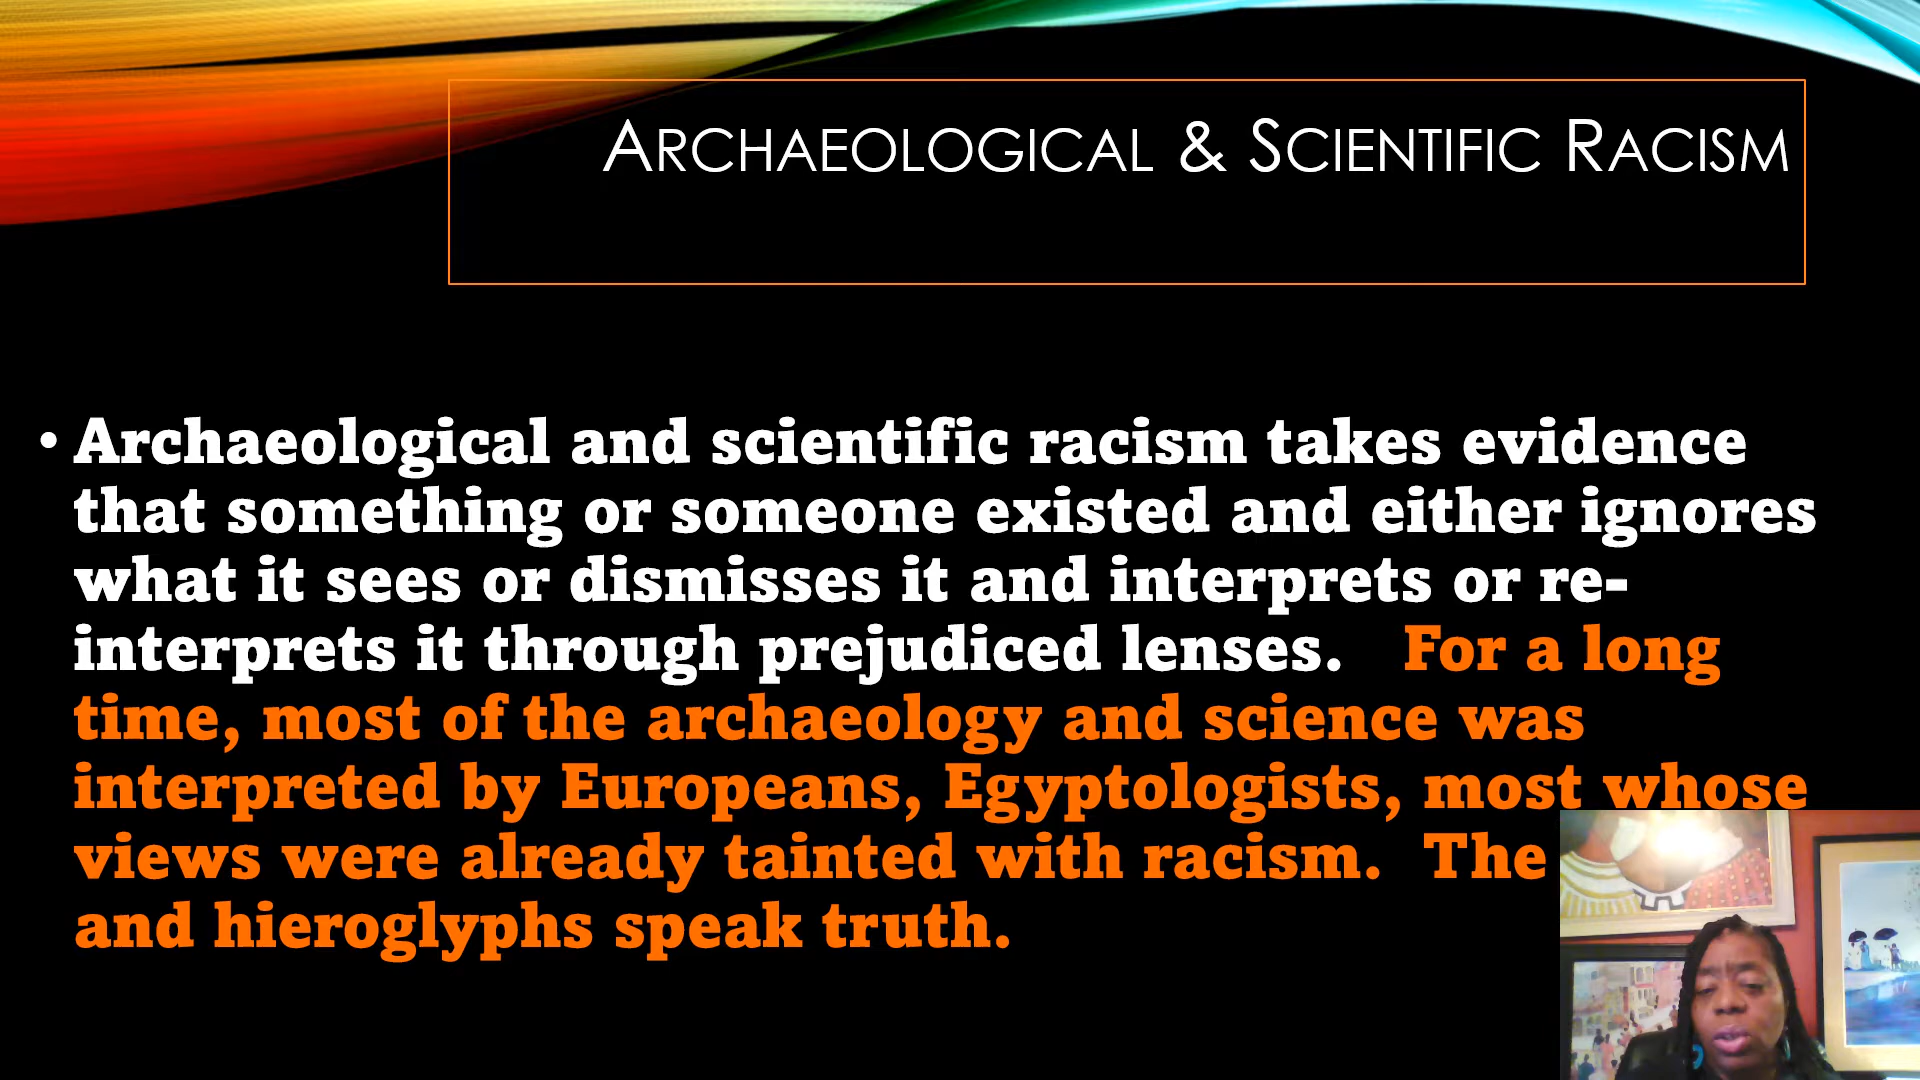 ARCHAEOLOGICAL & SCIENTIFIC RACISM
• Archaeological and scientific racism takes evidence
that something or someone existed and either ignores
what it sees or dismisses it and interprets or re-
interprets it through prejudiced lenses. For a long
time, most of the archaeology and science was
interpreted by Europeans, Egyptologists, most whose
views were already tainted with racism. The
and hieroglyphs speak truth.